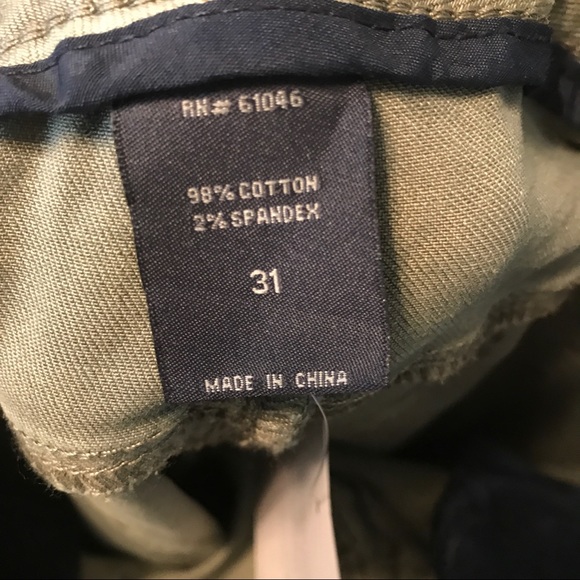 RN# 61046
98% COTTON
2% SPANDEX
31
MADE IN CHINA